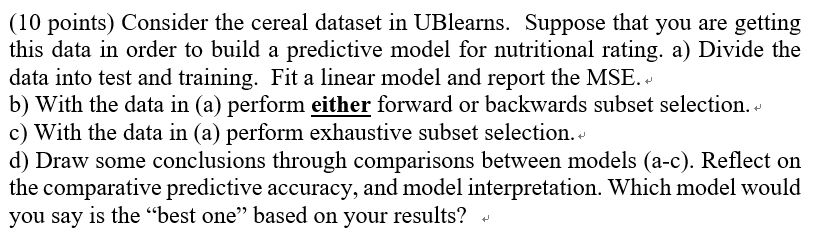 (10 points) Consider the cereal dataset in UBlearns.  Suppose that you are getting
this data in order to build a predictive model for nutritional rating. a) Divide the
data into test and training.  Fit a linear model and report the MSE.
b) With the data in (a) perform either forward or backwards subset selection.
c) With the data in (a) perform exhaustive subset selection.
d) Draw some conclusions through comparisons between models (a-c). Reflect on
the comparative predictive accuracy, and model interpretation. Which model would
you say is the “best one” based on your results?